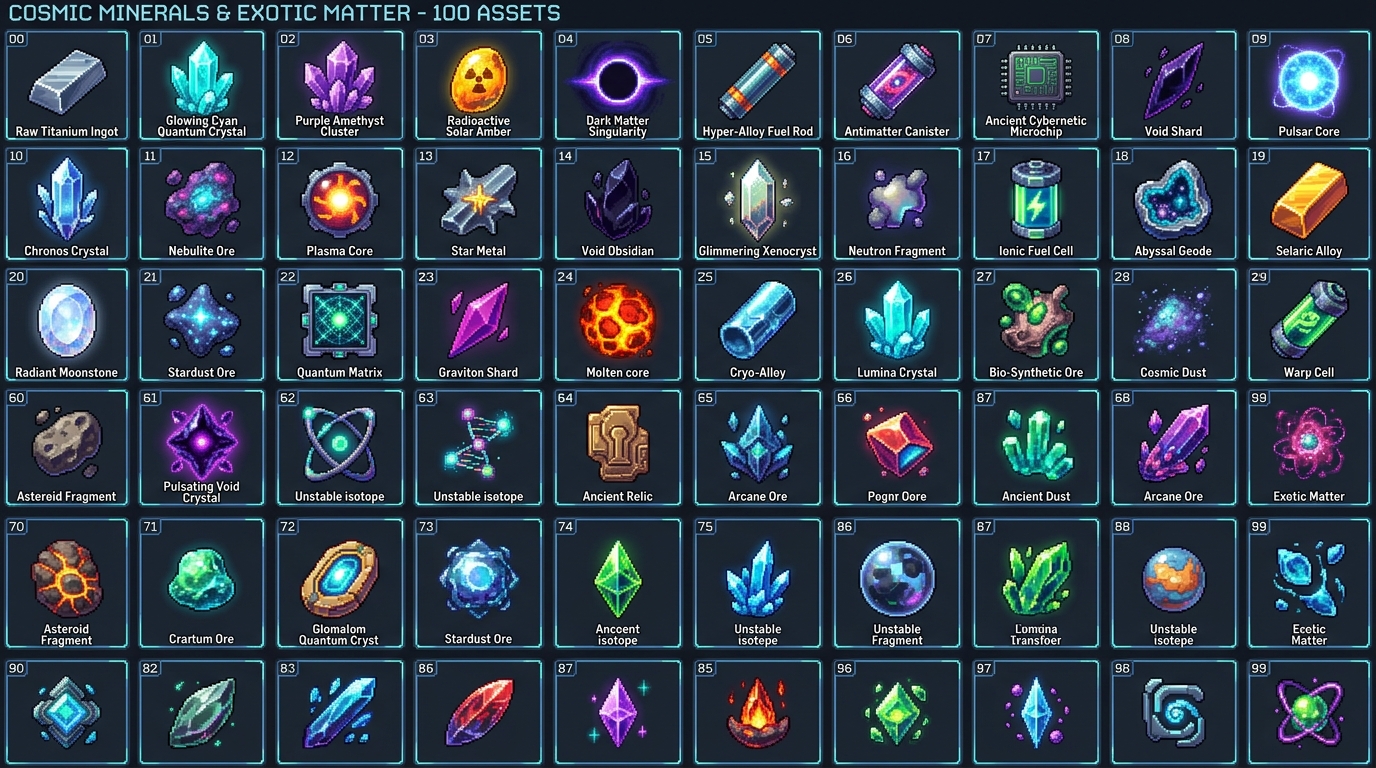 COSMIC MINERALS & EXOTIC MATTER - 100 ASSETS
00
Raw Titanium Ingot
01
Glowing Cyan
Quantum Crystal
02
Purple Amethyst
Cluster
03
Radioactive
Solar Amber
04
Dark Matter
Singularity
05
Hyper-Alloy Fuel Rod
06
Antimatter Canister
07
Ancient Cybernetic
Microchip
08
Void Shard
09
Pulsar Core
10
Chronos Crystal
11
Nebulite Ore
12
Plasma Core
13
Star Metal
14
Void Obsidian
15
Glimmering Xenocryst
16
Neutron Fragment
17
Ionic Fuel Cell
18
Abyssal Geode
19
Selaric Alloy
20
Radiant Moonstone
21
Stardust Ore
22
Quantum Matrix
23
Graviton Shard
24
Molten core
25
Cryo-Alloy
26
Lumina Crystal
27
Bio-Synthetic Ore
28
Cosmic Dust
29
Warp Cell
60
Asteroid Fragment
61
Pulsating Void
Crystal
62
Unstable isotope
63
Unstable isotope
64
Ancient Relic
65
Arcane Ore
66
Pognr Oore
87
Ancient Dust
68
Arcane Ore
99
Exotic Matter
70
Asteroid
Fragment
71
Crartum Ore
72
Glomalom
Quantum Cryst
73
Stardust Ore
74
Ancoent
isotope
75
Unstable
isotepe
86
Unstable
Fragment
87
Lomina
Transfoer
88
Unstable
isotepe
99
Ecotic
Matter
90
82
83
86
87
85
96
97
98
99